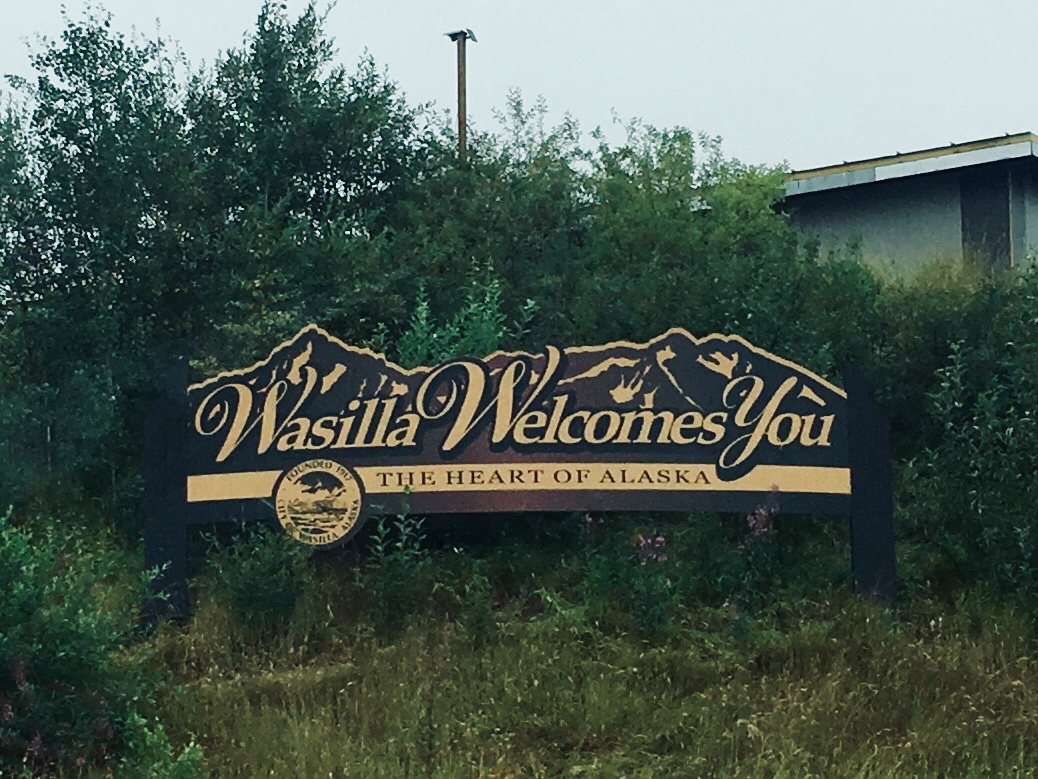 Wasilla Welcomes You
THE HEART OF ALASKA
FOUNDED 1917
CITY OF WASILLA ALASKA